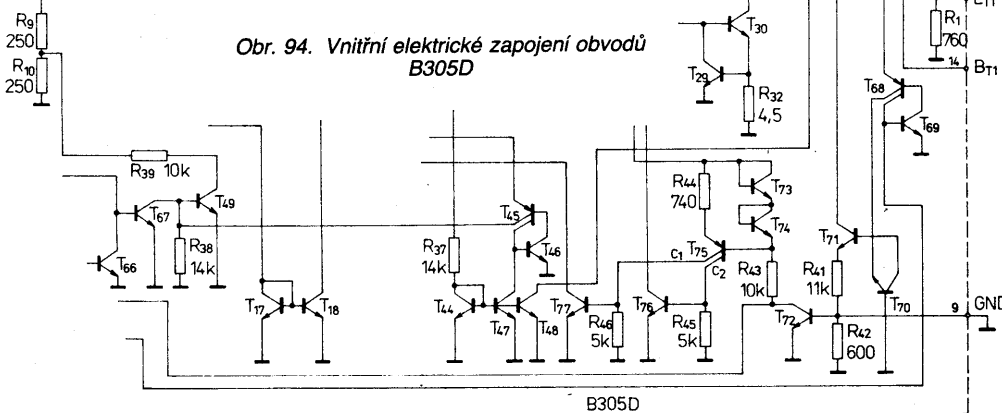 E_T1
R9
250
R10
250
Obr. 94. Vnitřní elektrické zapojení obvodů
B305D
T30
T29
R32
4,5
R1
760
14
B_T1
T68
T69
R39 10k
T67
T49
R38
14k
T66
T17
T18
R37
14k
T45
T46
T44
T47
T48
T77
R46
5k
R44
740
T73
T74
T75
C1
C2
T76
R45
5k
R43
10k
T72
T71
R41
11k
R42
600
T70
9
GND
B305D